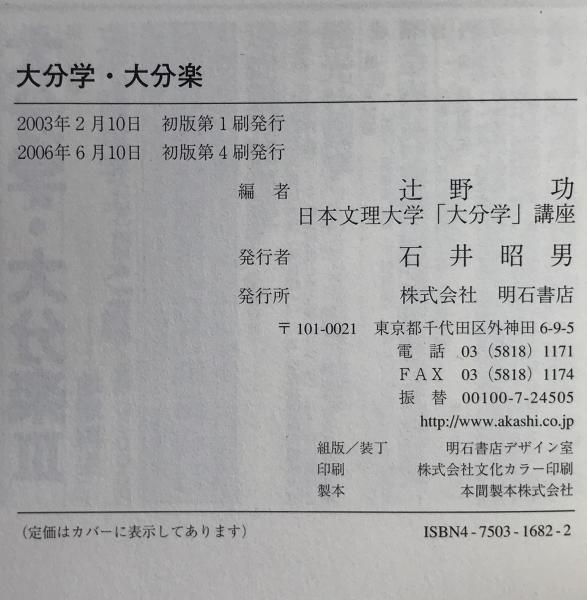 大分学・大分楽
2003年2月10日　初版第1刷発行
2006年6月10日　初版第4刷発行
編　者　辻　野　　功
日本文理大学「大分学」講座
発行者　石　井　昭　男
発行所　株式会社　明石書店
〒101-0021　東京都千代田区外神田6-9-5
電　話　03（5818）1171
ＦＡＸ　03（5818）1174
振　替　00100-7-24505
http://www.akashi.co.jp
組版／装丁　明石書店デザイン室
印刷　株式会社文化カラー印刷
製本　本間製本株式会社
（定価はカバーに表示してあります）　ISBN4-7503-1682-2